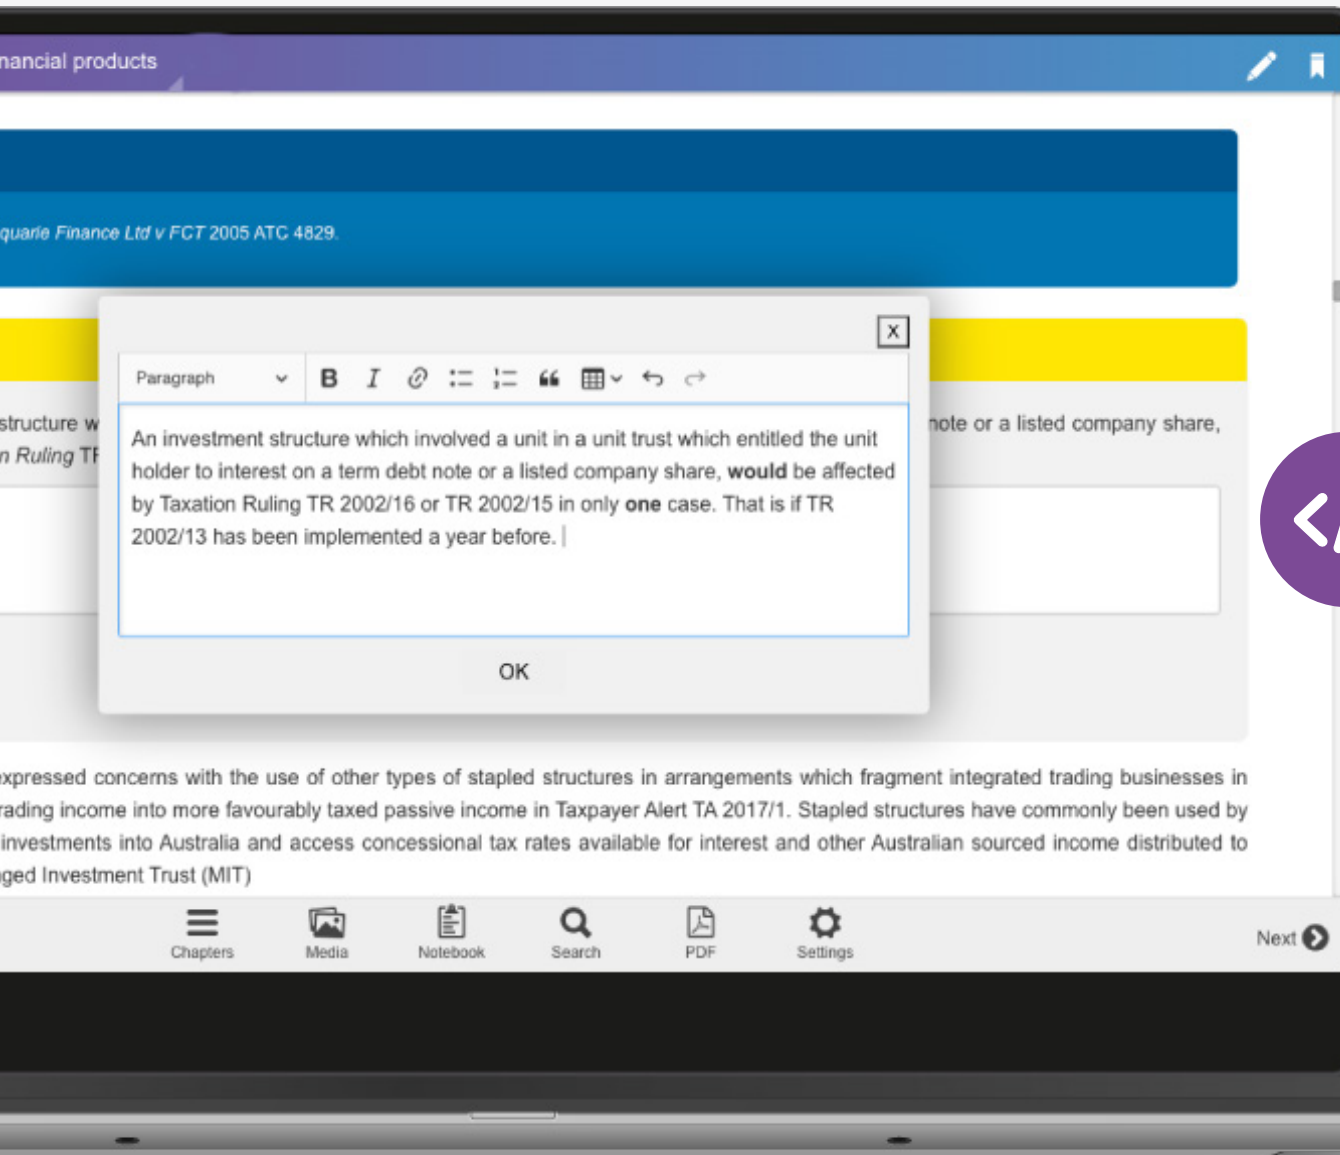 nancial products
quarie Finance Ltd v FCT 2005 ATC 4829.
X
Paragraph
structure w
note or a listed company share,
n Ruling TR
An investment structure which involved a unit in a unit trust which entitled the unit
holder to interest on a term debt note or a listed company share, would be affected
by Taxation Ruling TR 2002/16 or TR 2002/15 in only one case. That is if TR
2002/13 has been implemented a year before.
OK
expressed concerns with the use of other types of stapled structures in arrangements which fragment integrated trading businesses in
rading income into more favourably taxed passive income in Taxpayer Alert TA 2017/1. Stapled structures have commonly been used by
investments into Australia and access concessional tax rates available for interest and other Australian sourced income distributed to
ged Investment Trust (MIT)
Chapters
Media
Notebook
Search
PDF
Settings
Next